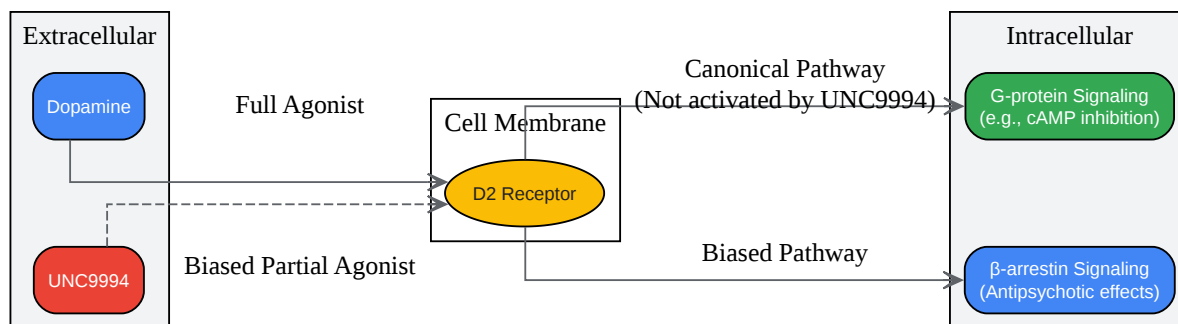 Extracellular
Dopamine
UNC9994
Full Agonist
Biased Partial Agonist
Cell Membrane
D2 Receptor
Canonical Pathway
(Not activated by UNC9994)
Biased Pathway
Intracellular
G-protein Signaling
(e.g., cAMP inhibition)
β-arrestin Signaling
(Antipsychotic effects)